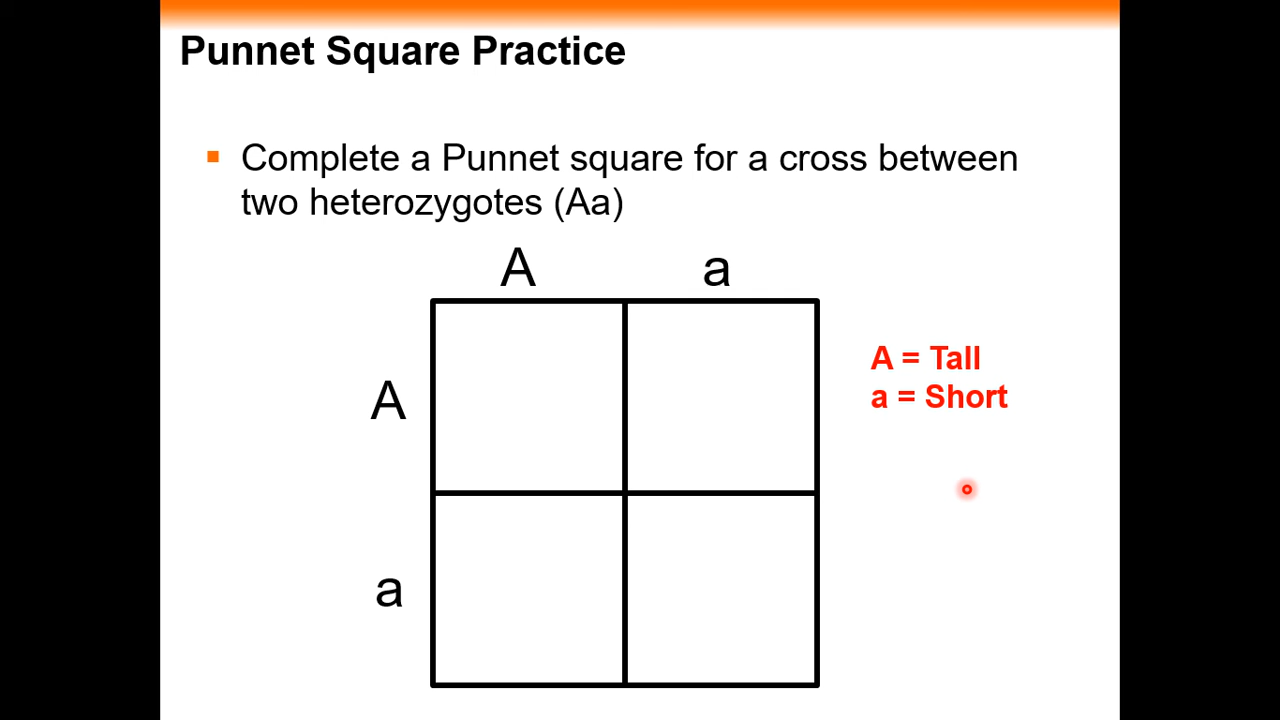 Punnet Square Practice
Complete a Punnet square for a cross between
two heterozygotes (Aa)
A a
A
A = Tall
a = Short
a